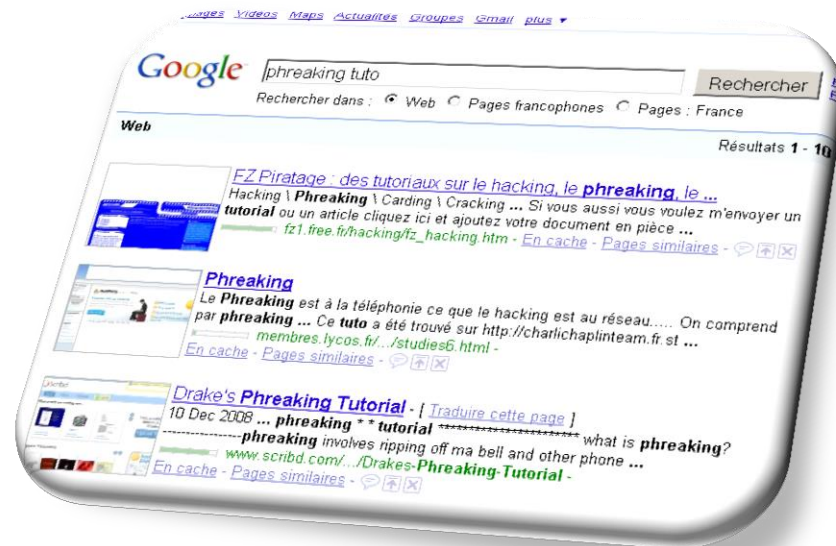 Images Vidéos Maps Actualités Groupes Gmail plus ▼
Google phreaking tuto Rechercher
Rechercher dans : Web Pages francophones Pages : France
Web Résultats 1 - 10
FZ Piratage : des tutoriaux sur le hacking, le phreaking, le ...
Hacking \ Phreaking \ Carding \ Cracking ... Si vous aussi vous voulez m'envoyer un
tutorial ou un article cliquez ici et ajoutez votre document en pièce ...
fz1.free.fr/hacking/fz_hacking.htm - En cache - Pages similaires -
Phreaking
Le Phreaking est à la téléphonie ce que le hacking est au réseau..... On comprend
par phreaking ... Ce tuto a été trouvé sur http://charlichaplinteam.fr.st ...
membres.lycos.fr/.../studies6.html -
En cache - Pages similaires -
Drake's Phreaking Tutorial - [ Traduire cette page ]
10 Dec 2008 ... phreaking * * tutorial ************************ what is phreaking?
----------------phreaking involves ripping off ma bell and other phone ...
www.scribd.com/.../Drakes-Phreaking-Tutorial -
En cache - Pages similaires -